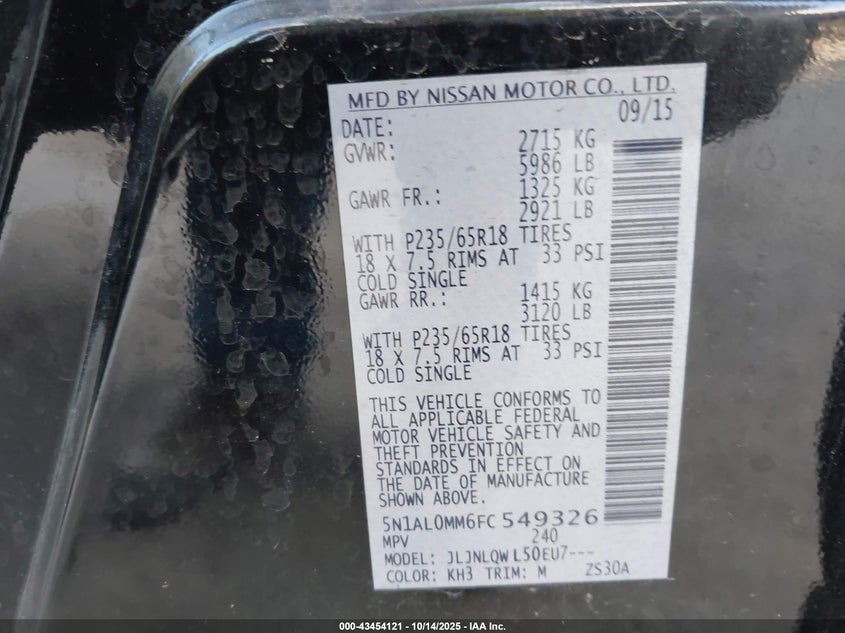 MFD BY NISSAN MOTOR CO., LTD.
DATE: 09/15
GVWR: 2715 KG
5986 LB
GAWR FR.: 1325 KG
2921 LB
WITH P235/65R18 TIRES
18 X 7.5 RIMS AT 33 PSI
COLD SINGLE
GAWR RR.: 1415 KG
3120 LB
WITH P235/65R18 TIRES
18 X 7.5 RIMS AT 33 PSI
COLD SINGLE
THIS VEHICLE CONFORMS TO
ALL APPLICABLE FEDERAL
MOTOR VEHICLE SAFETY AND
THEFT PREVENTION
STANDARDS IN EFFECT ON
THE DATE OF MANUFACTURE
SHOWN ABOVE.
5N1AL0MM6FC 549326
MPV 240
MODEL: JLJNLQW L50EU7---
COLOR: KH3 TRIM: M ZS30A
000-43454121 - 10/14/2025 - IAA Inc.